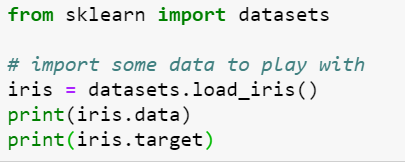 from sklearn import datasets
# import some data to play with
iris = datasets.load_iris()
print(iris.data)
print(iris.target)